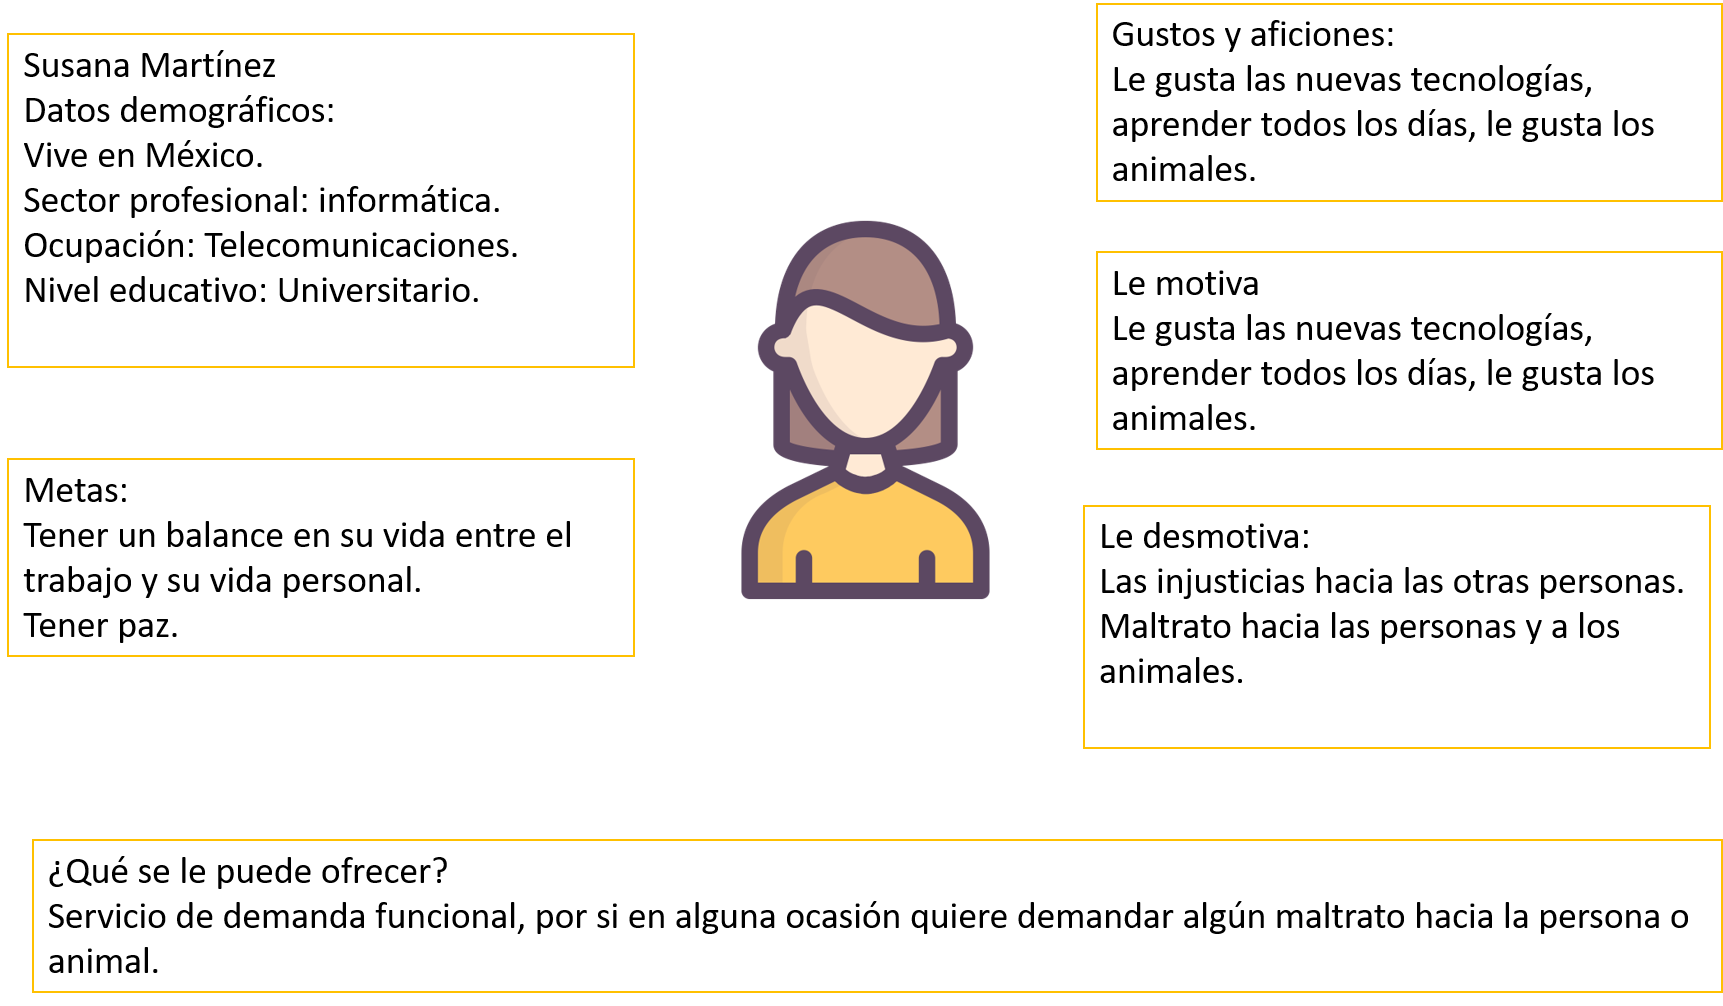 Susana Martínez
Datos demográficos:
Vive en México.
Sector profesional: informática.
Ocupación: Telecomunicaciones.
Nivel educativo: Universitario.
Metas:
Tener un balance en su vida entre el
trabajo y su vida personal.
Tener paz.
Gustos y aficiones:
Le gusta las nuevas tecnologías,
aprender todos los días, le gusta los
animales.
Le motiva
Le gusta las nuevas tecnologías,
aprender todos los días, le gusta los
animales.
Le desmotiva:
Las injusticias hacia las otras personas.
Maltrato hacia las personas y a los
animales.
¿Qué se le puede ofrecer?
Servicio de demanda funcional, por si en alguna ocasión quiere demandar algún maltrato hacia la persona o
animal.